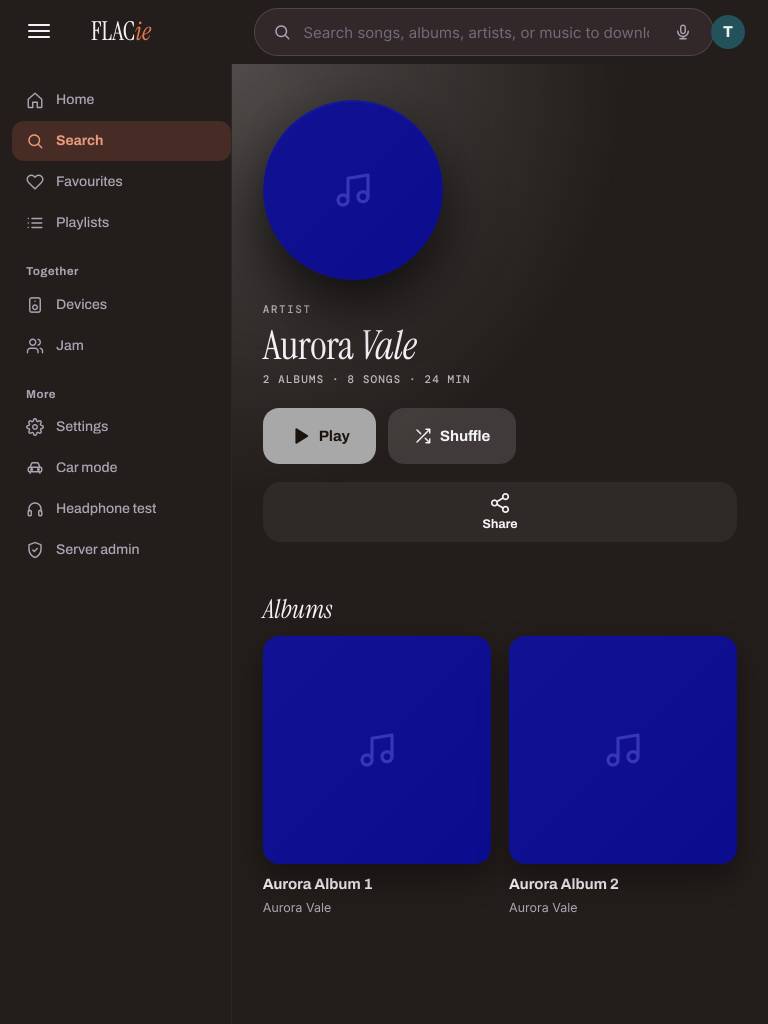 FLACie
Search songs, albums, artists, or music to downl
T
Home
Search
Favourites
Playlists
Together
Devices
Jam
More
Settings
Car mode
Headphone test
Server admin
ARTIST
Aurora Vale
2 ALBUMS · 8 SONGS · 24 MIN
Play
Shuffle
Share
Albums
Aurora Album 1
Aurora Vale
Aurora Album 2
Aurora Vale